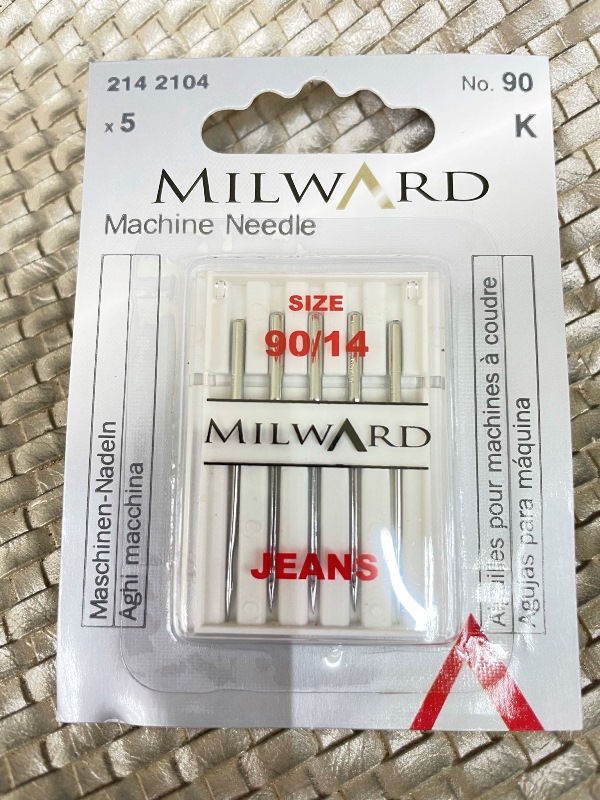 214 2104
No. 90
x 5
K
MILWARD
Machine Needle
SIZE
90/14
MILWARD
JEANS
Maschinen-Nadeln
Aghi macchina
Aiguilles pour machines à coudre
Agujas para máquina